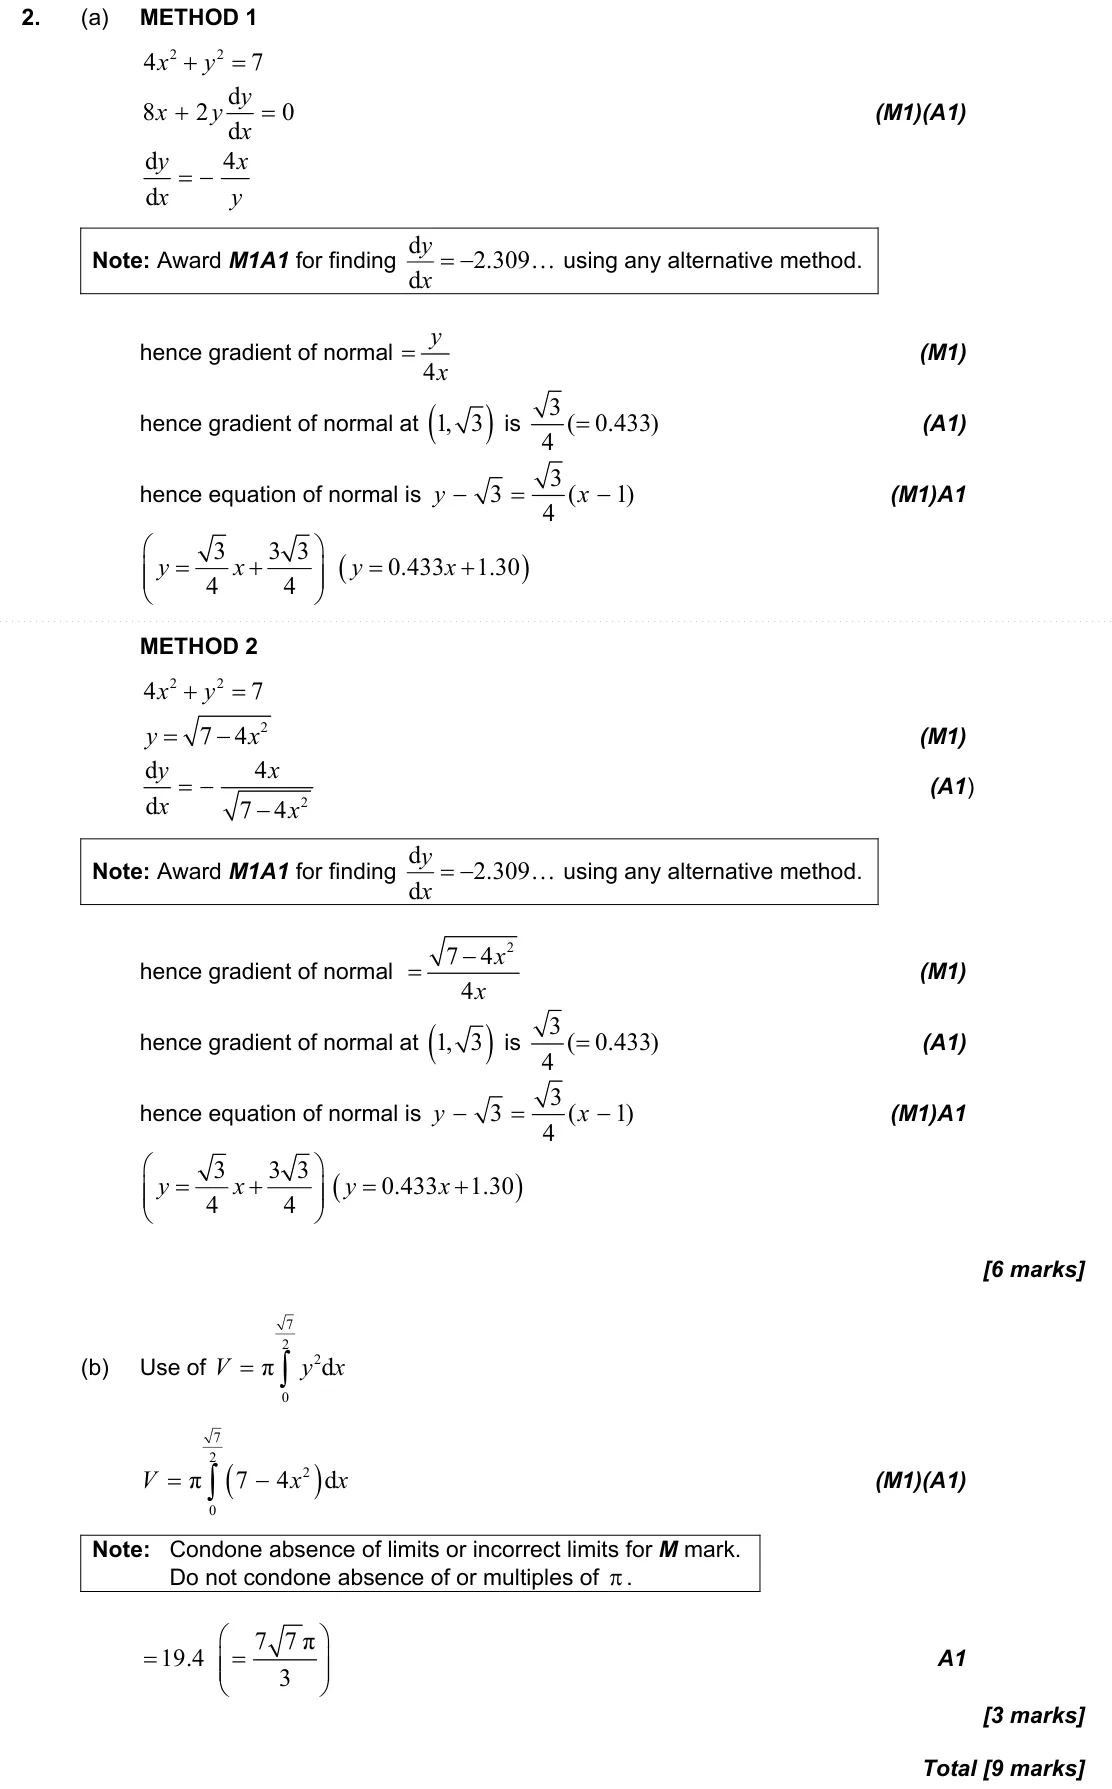 2. (a) METHOD 1
4x² + y² = 7
8x + 2y dy/dx = 0 (M1)(A1)
dy/dx = − 4x/y
Note: Award M1A1 for finding dy/dx = −2.309… using any alternative method.
hence gradient of normal = y/4x (M1)
hence gradient of normal at (1, √3) is √3/4 (= 0.433) (A1)
hence equation of normal is y − √3 = √3/4 (x − 1) (M1)A1
(y = √3/4 x + 3√3/4) (y = 0.433x + 1.30)
METHOD 2
4x² + y² = 7
y = √(7 − 4x²) (M1)
dy/dx = − 4x/√(7 − 4x²) (A1)
Note: Award M1A1 for finding dy/dx = −2.309… using any alternative method.
hence gradient of normal = √(7 − 4x²)/4x (M1)
hence gradient of normal at (1, √3) is √3/4 (= 0.433) (A1)
hence equation of normal is y − √3 = √3/4 (x − 1) (M1)A1
(y = √3/4 x + 3√3/4) (y = 0.433x + 1.30)
[6 marks]
(b) Use of V = π ∫₀^(√7/2) y² dx
V = π ∫₀^(√7/2) (7 − 4x²) dx (M1)(A1)
Note: Condone absence of limits or incorrect limits for M mark.
Do not condone absence of or multiples of π.
= 19.4 (= 7√7 π/3) A1
[3 marks]
Total [9 marks]